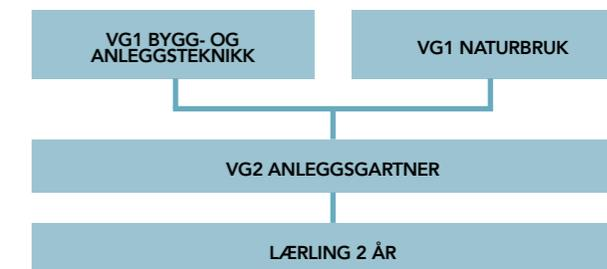 VG1 BYGG- OG
ANLEGGSTEKNIKK
VG1 NATURBRUK
VG2 ANLEGGSGARTNER
LÆRLING 2 ÅR